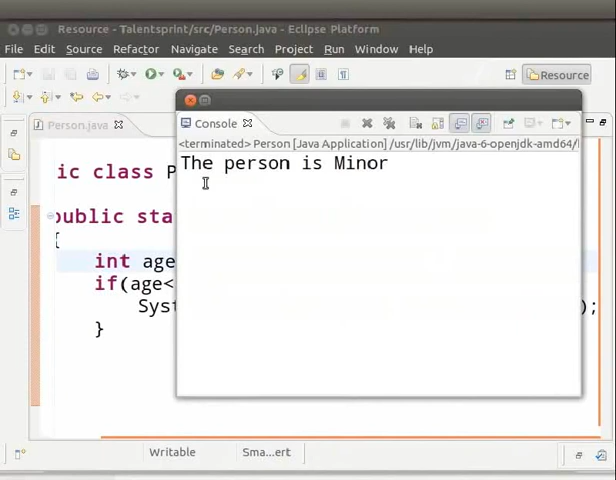 Resource - Talentsprint/src/Person.java - Eclipse Platform
File Edit Source Refactor Navigate Search Project Run Window Help
Resource
Person.java
Console
<terminated> Person [Java Application] /usr/lib/jvm/java-6-openjdk-amd64/
The person is Minor
ic class P
public sta
{
int age
if(age<
Syst
);
}
Writable Sma...ert